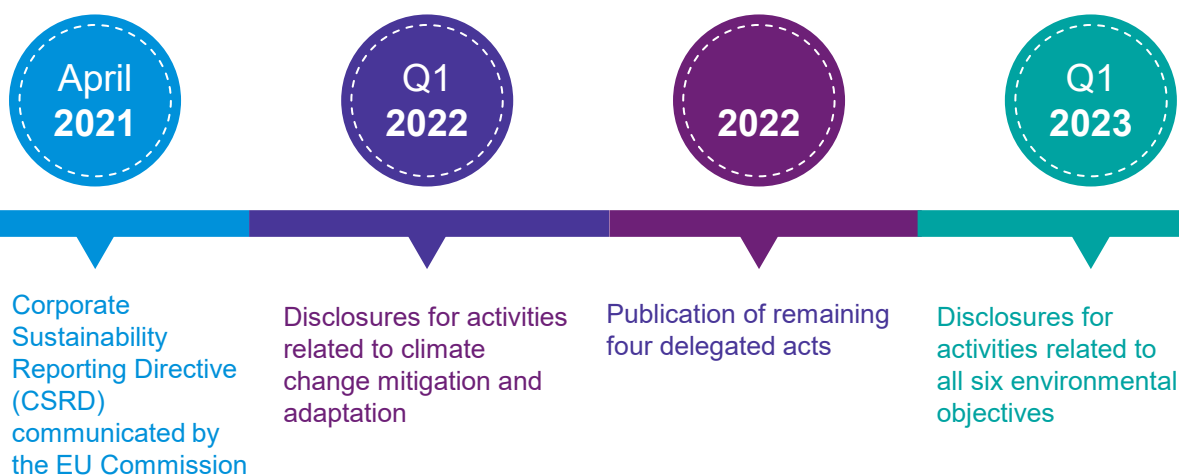 April
2021
Q1
2022
2022
Q1
2023
Corporate
Sustainability
Reporting Directive
(CSRD)
communicated by
the EU Commission
Disclosures for activities
related to climate
change mitigation and
adaptation
Publication of remaining
four delegated acts
Disclosures for
activities related to
all six environmental
objectives